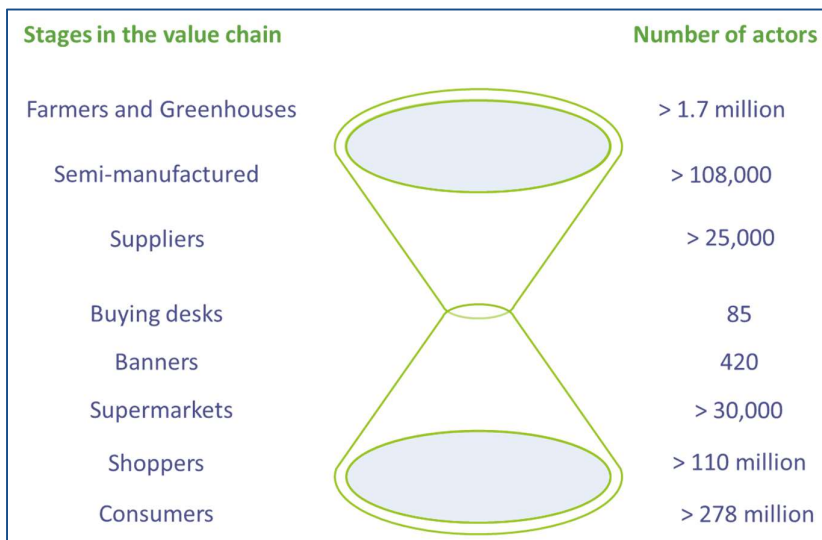 Stages in the value chain Number of actors
Farmers and Greenhouses > 1.7 million
Semi-manufactured > 108,000
Suppliers > 25,000
Buying desks 85
Banners 420
Supermarkets > 30,000
Shoppers > 110 million
Consumers > 278 million